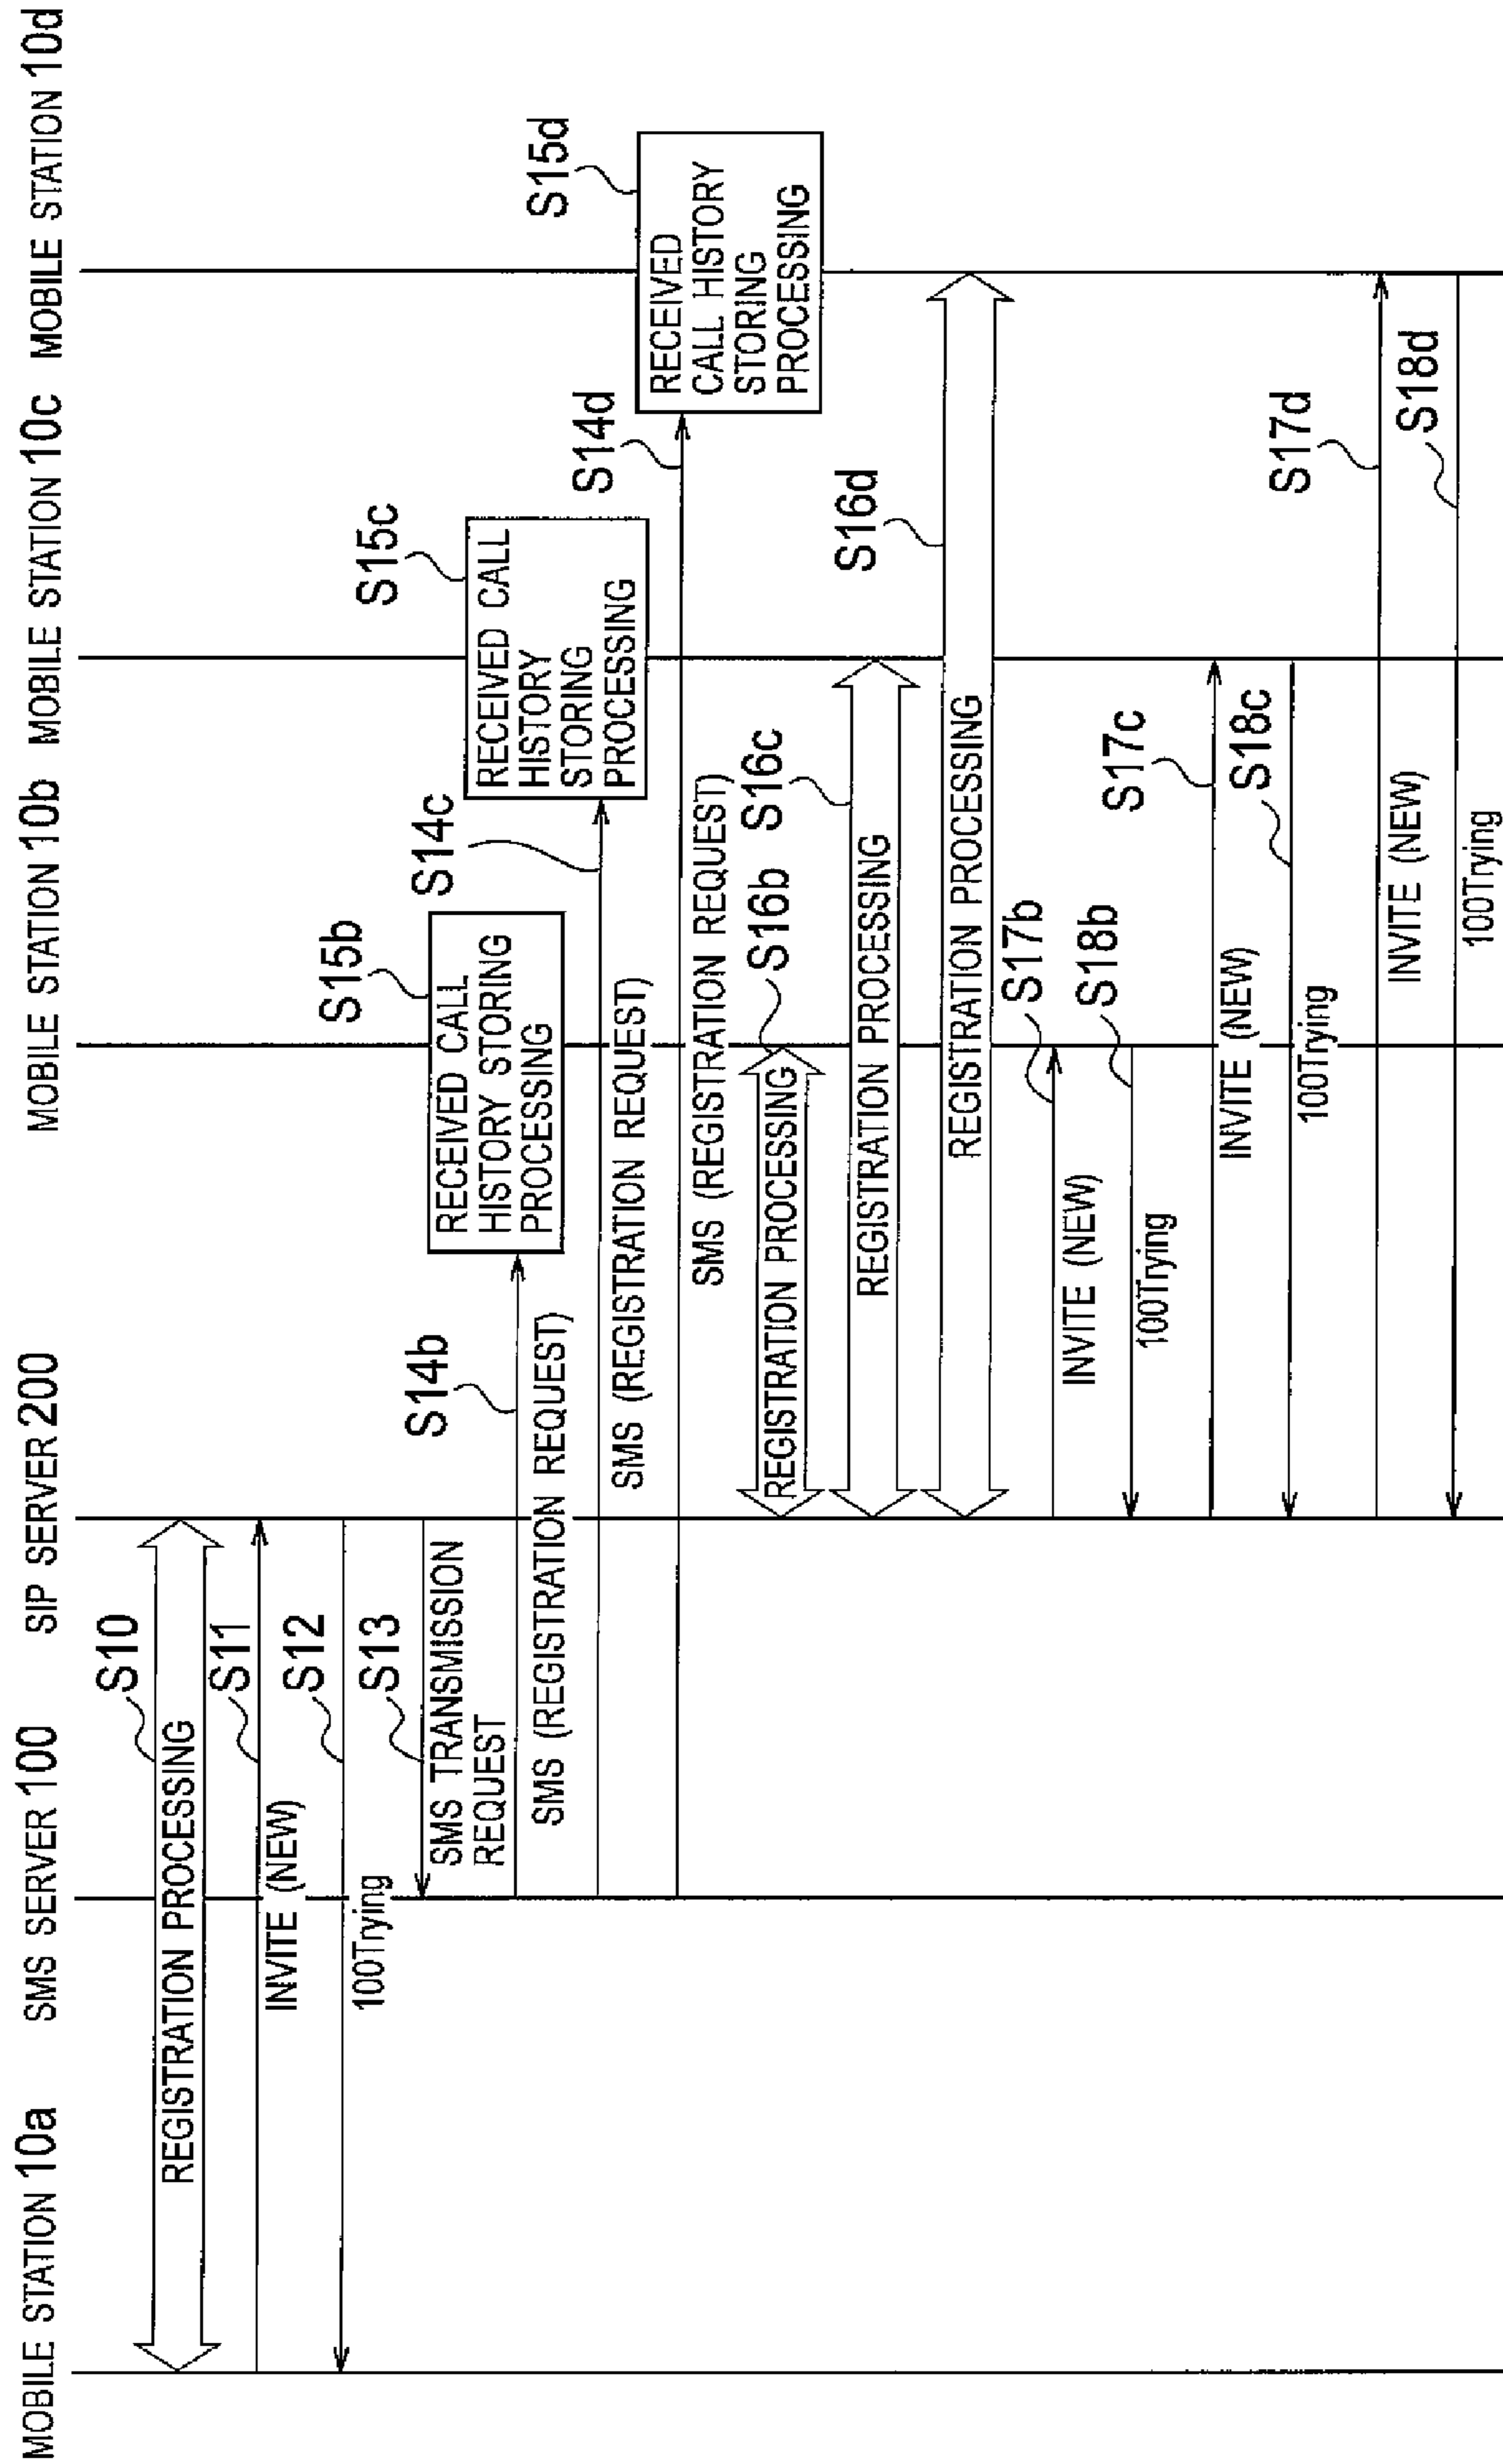 MOBILE STATION 10a
SMS SERVER 100
SIP SERVER 200
MOBILE STATION 10b
MOBILE STATION 10c
MOBILE STATION 10d
S10
REGISTRATION PROCESSING
S11
INVITE (NEW)
S12
100Trying
S13
SMS TRANSMISSION
REQUEST
S14b
SMS (REGISTRATION REQUEST)
S15b
RECEIVED CALL
HISTORY STORING
PROCESSING
S14c
SMS (REGISTRATION REQUEST)
S15c
RECEIVED CALL
HISTORY
STORING
PROCESSING
S14d
SMS (REGISTRATION REQUEST)
S15d
RECEIVED
CALL HISTORY
STORING
PROCESSING
S16b
REGISTRATION PROCESSING
S16c
REGISTRATION PROCESSING
S16d
REGISTRATION PROCESSING
S17b
INVITE (NEW)
S18b
100Trying
S17c
INVITE (NEW)
S18c
100Trying
S17d
INVITE (NEW)
S18d
100Trying